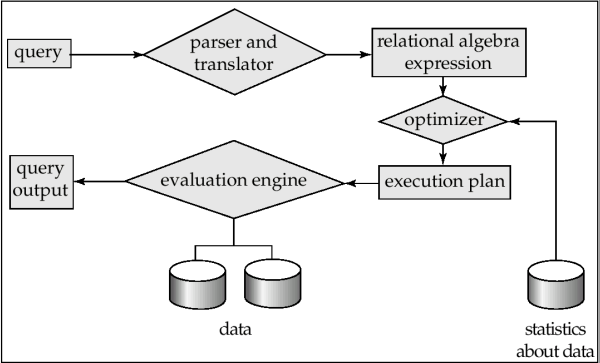 query
parser and
translator
relational algebra
expression
optimizer
query
output
evaluation engine
execution plan
data
statistics
about data